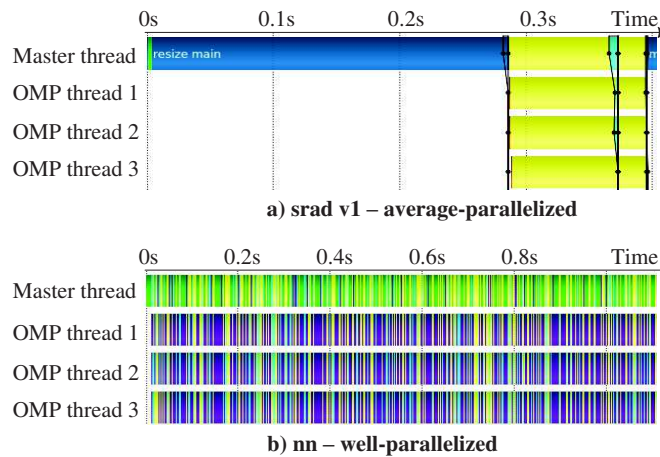 0s 0.1s 0.2s 0.3s Time
Master thread resize main m
OMP thread 1
OMP thread 2
OMP thread 3
a) srad v1 – average-parallelized
0s 0.2s 0.4s 0.6s 0.8s Time
Master thread
OMP thread 1
OMP thread 2
OMP thread 3
b) nn – well-parallelized